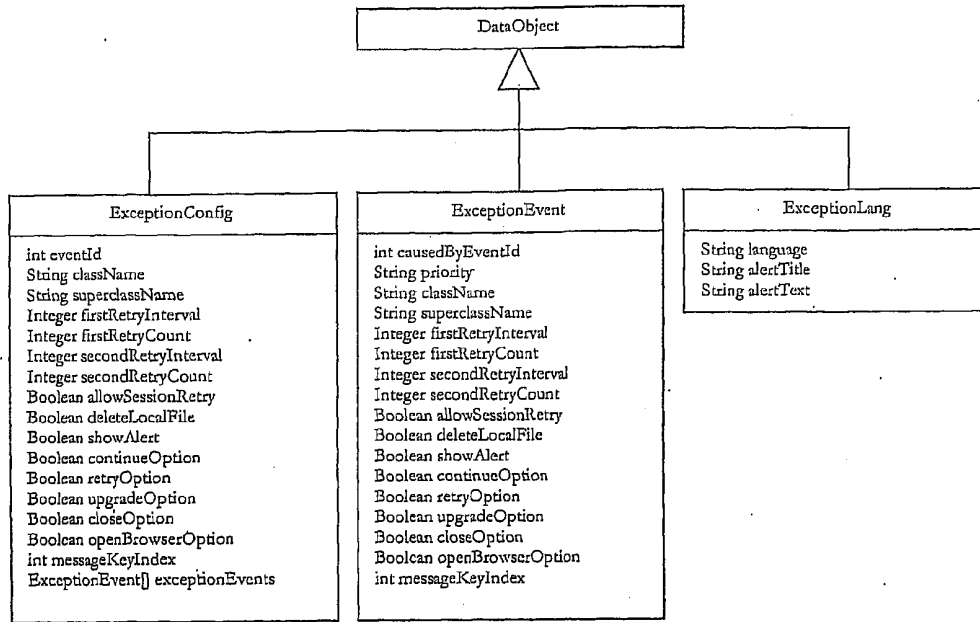 DataObject
ExceptionConfig
int eventId
String className
String superclassName
Integer firstRetryInterval
Integer firstRetryCount
Integer secondRetryInterval
Integer secondRetryCount
Boolean allowSessionRetry
Boolean deleteLocalFile
Boolean showAlert
Boolean continueOption
Boolean retryOption
Boolean upgradeOption
Boolean closeOption
Boolean openBrowserOption
int messageKeyIndex
ExceptionEvent[] exceptionEvents
ExceptionEvent
int causedByEventId
String priority
String className
String superclassName
Integer firstRetryInterval
Integer firstRetryCount
Integer secondRetryInterval
Integer secondRetryCount
Boolean allowSessionRetry
Boolean deleteLocalFile
Boolean showAlert
Boolean continueOption
Boolean retryOption
Boolean upgradeOption
Boolean closeOption
Boolean openBrowserOption
int messageKeyIndex
ExceptionLang
String language
String alertTitle
String alertText